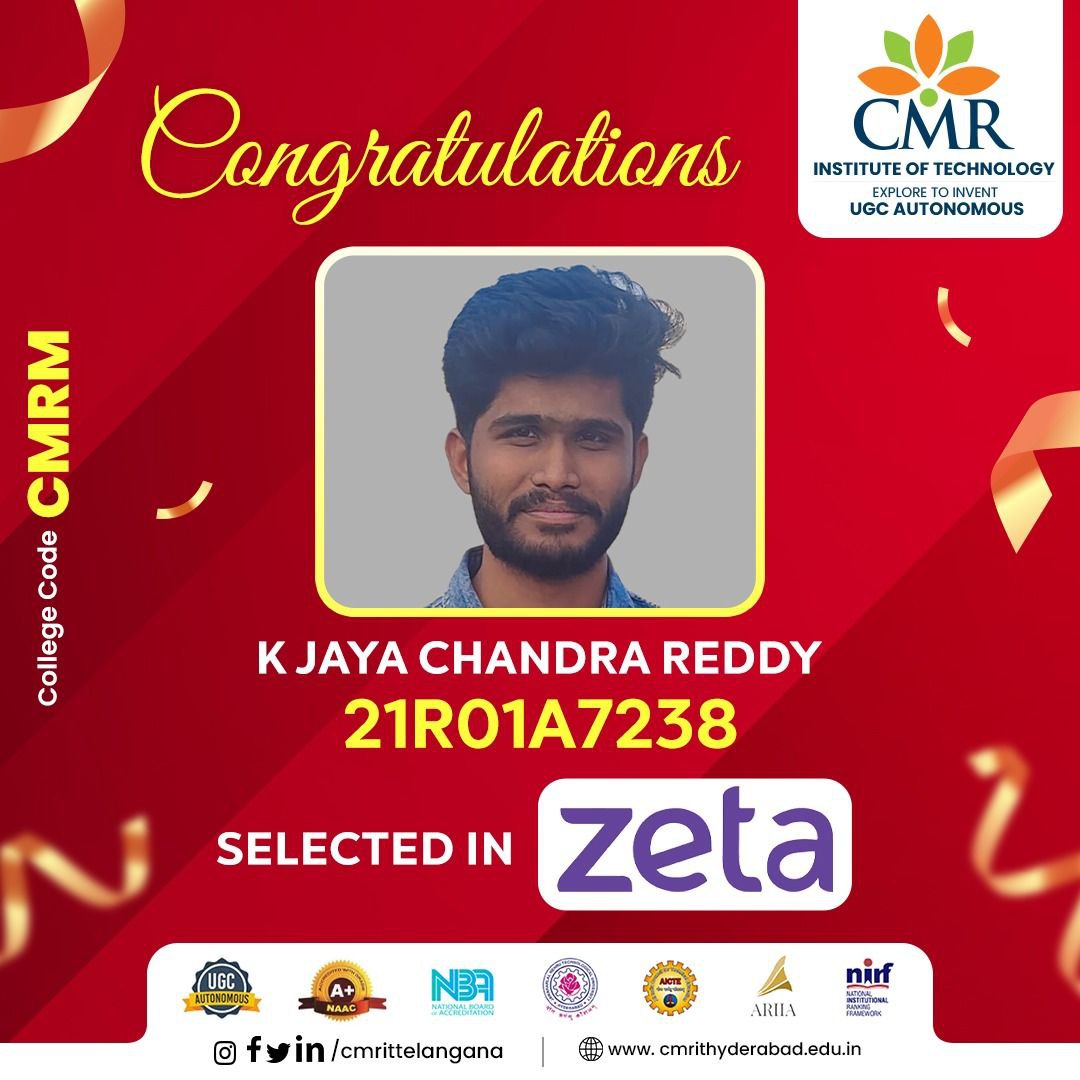 Congratulations
CMR
INSTITUTE OF TECHNOLOGY
EXPLORE TO INVENT
UGC AUTONOMOUS
College Code CMRM
K JAYA CHANDRA REDDY
21R01A7238
SELECTED IN zeta
UGC
AUTONOMOUS
A+
NAAC
NBA
NATIONAL BOARD
of ACCREDITATION
AICTE
ARIIA
nirf
NATIONAL
INSTITUTIONAL
RANKING
FRAMEWORK
/cmrittelangana
www. cmrithyderabad.edu.in